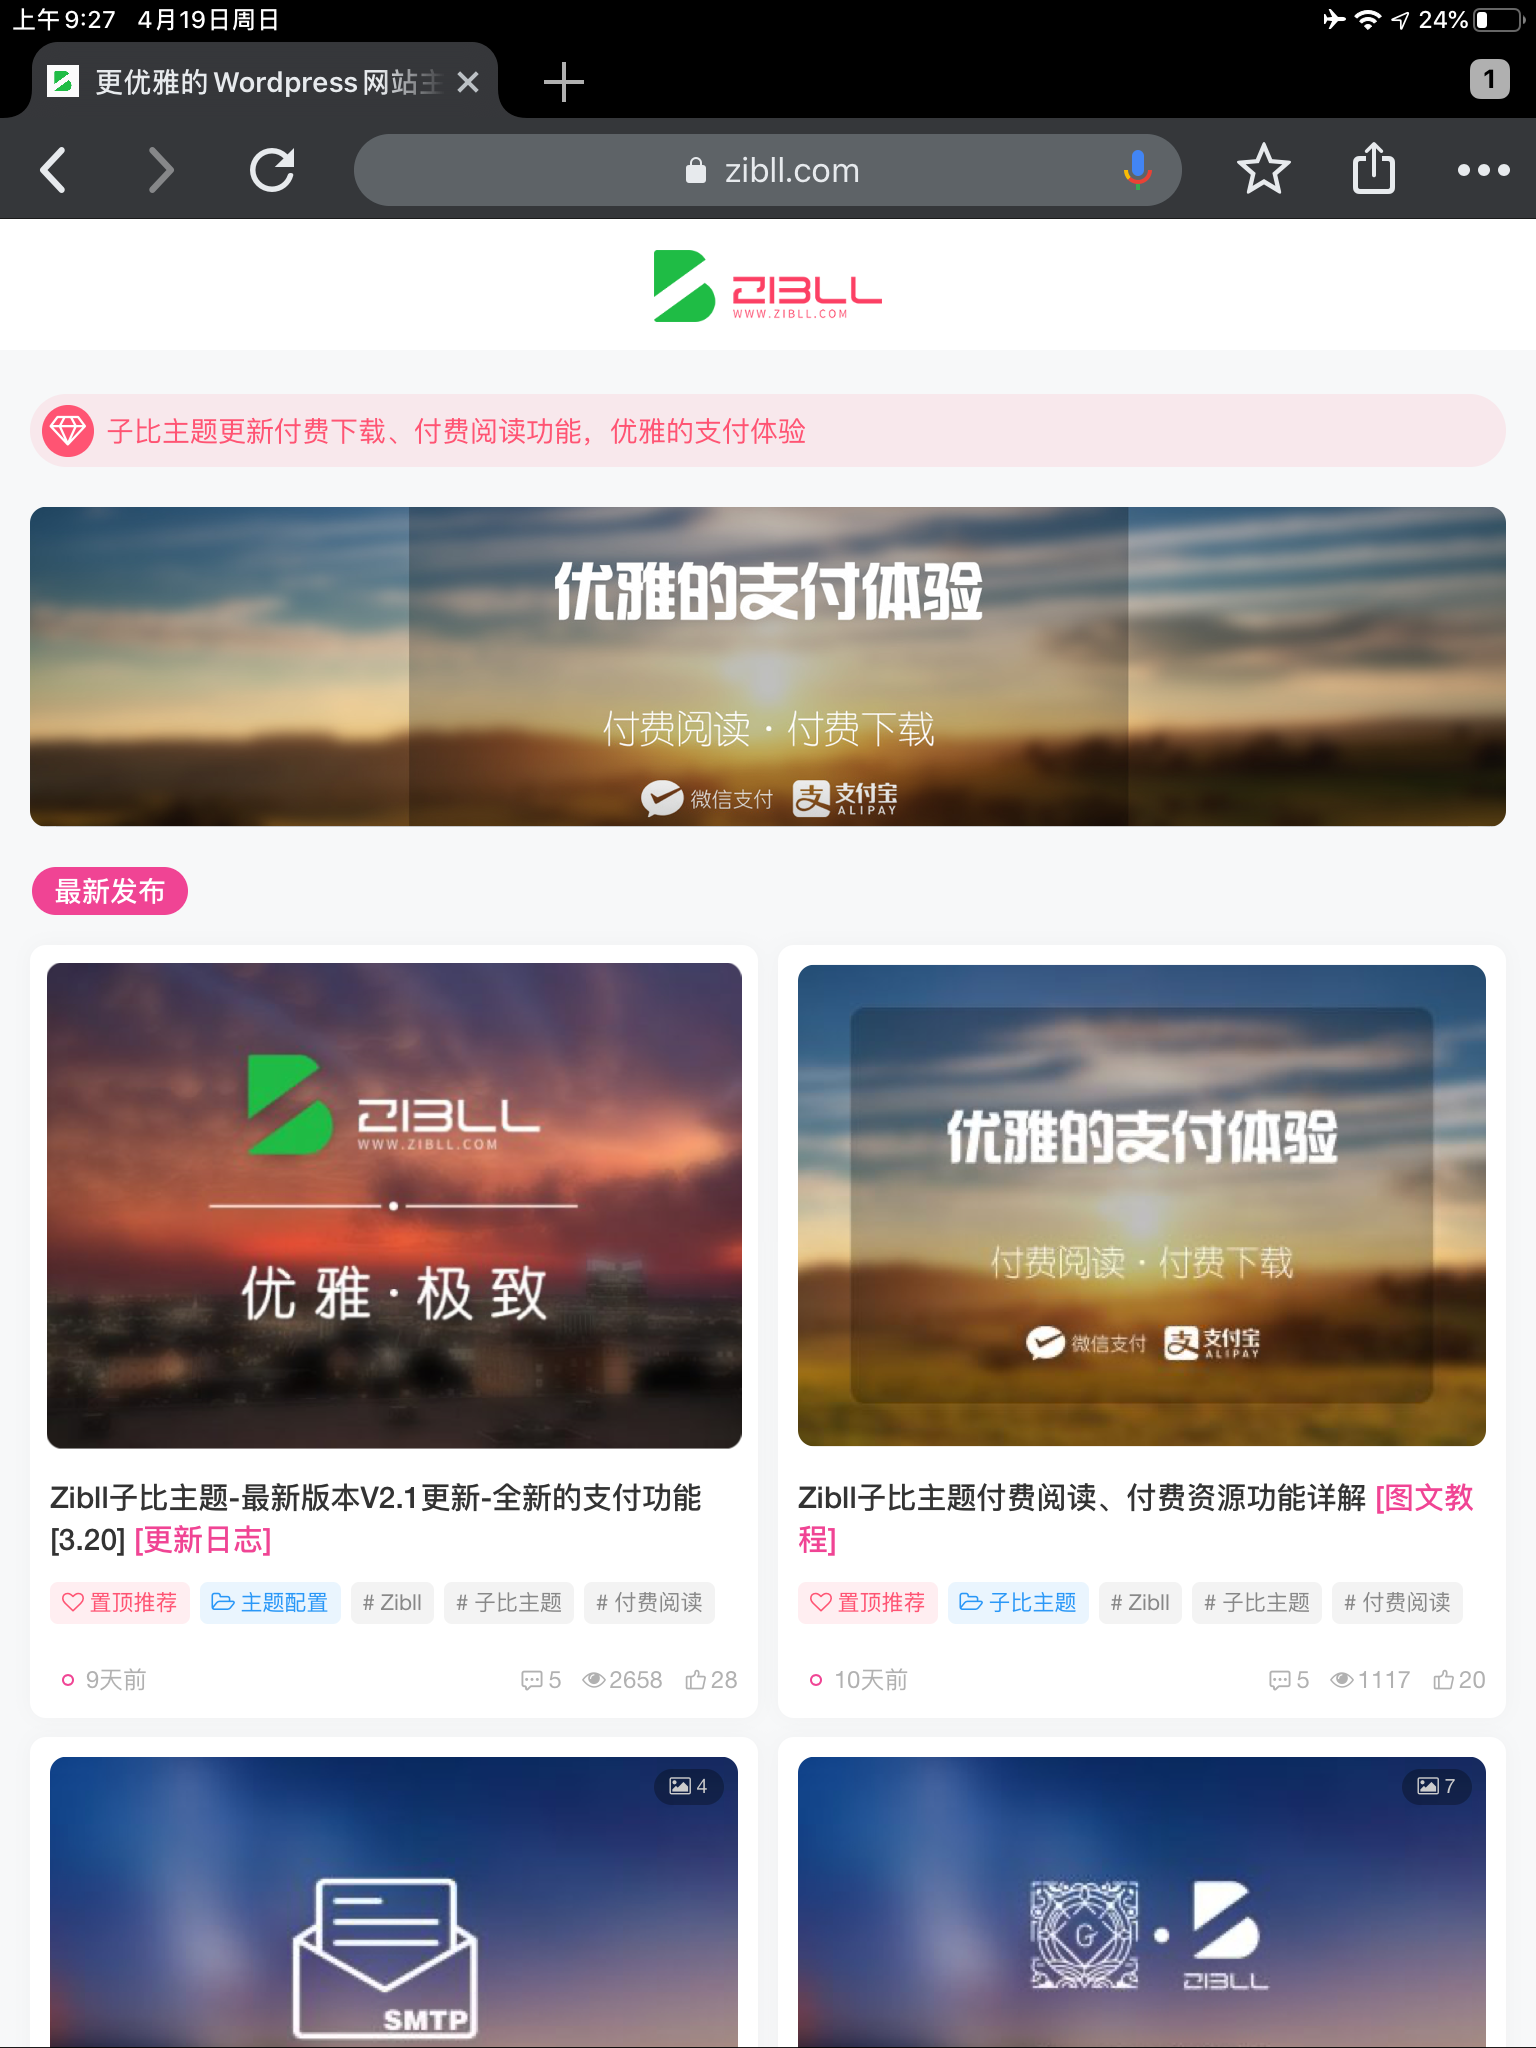 上午9:27 4月19日周日 24%
更优雅的Wordpress网站主 1
zibll.com
ZIBLL
WWW.ZIBLL.COM
子比主题更新付费下载、付费阅读功能，优雅的支付体验
优雅的支付体验
付费阅读·付费下载
微信支付 支 支付宝
ALIPAY
最新发布
ZIBLL
WWW.ZIBLL.COM
优雅·极致
Zibll子比主题-最新版本V2.1更新-全新的支付功能
[3.20] [更新日志]
置顶推荐 主题配置 # Zibll # 子比主题 # 付费阅读
9天前 5 2658 28
优雅的支付体验
付费阅读·付费下载
微信支付 支 支付宝
ALIPAY
Zibll子比主题付费阅读、付费资源功能详解 [图文教
程]
置顶推荐 子比主题 # Zibll # 子比主题 # 付费阅读
10天前 5 1117 20
4
SMTP
7
G
ZIBLL